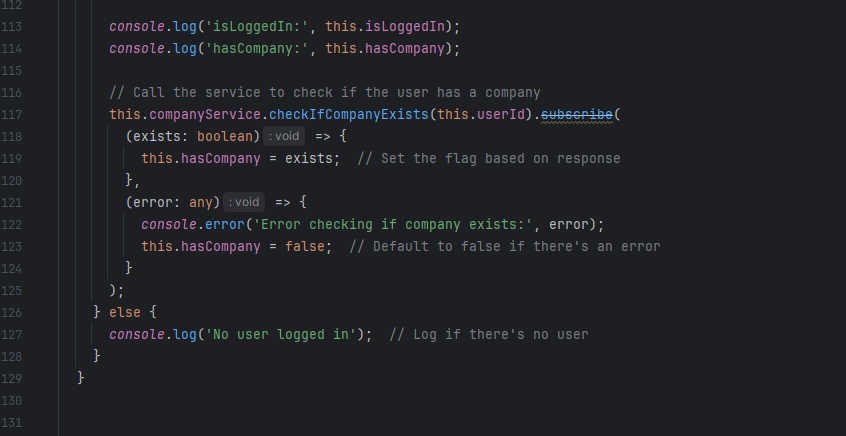 112
113 console.log('isLoggedIn:', this.isLoggedIn);
114 console.log('hasCompany:', this.hasCompany);
115
116 // Call the service to check if the user has a company
117 this.companyService.checkIfCompanyExists(this.userId).subscribe(
118 (exists: boolean) : void => {
119 this.hasCompany = exists;  // Set the flag based on response
120 },
121 (error: any) : void => {
122 console.error('Error checking if company exists:', error);
123 this.hasCompany = false;  // Default to false if there's an error
124 }
125 );
126 } else {
127 console.log('No user logged in');  // Log if there's no user
128 }
129 }
130
131